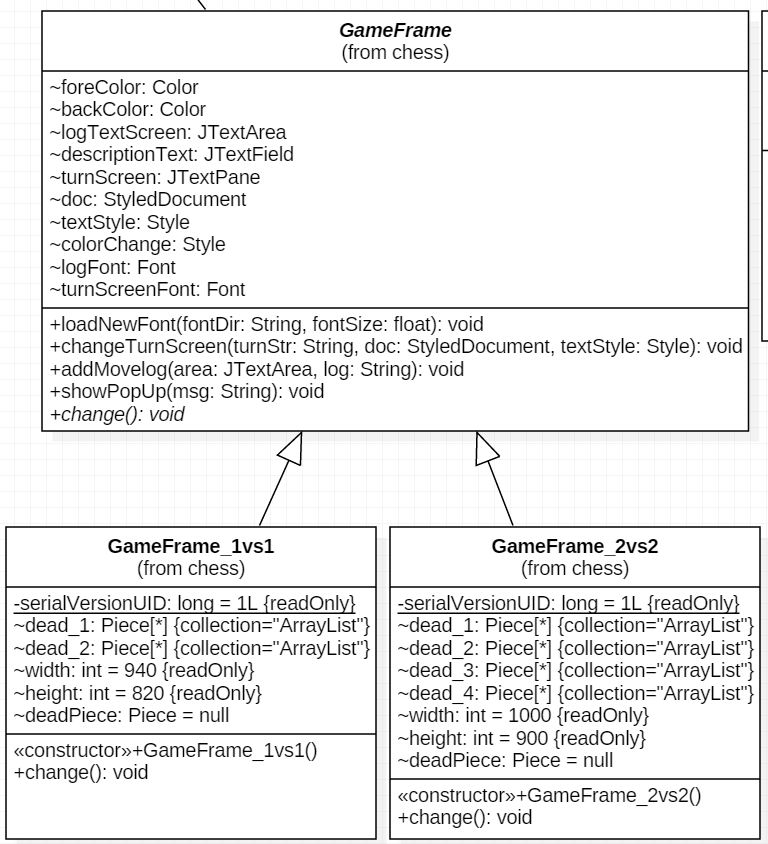 GameFrame
(from chess)
~foreColor: Color
~backColor: Color
~logTextScreen: JTextArea
~descriptionText: JTextField
~turnScreen: JTextPane
~doc: StyledDocument
~textStyle: Style
~colorChange: Style
~logFont: Font
~turnScreenFont: Font
+loadNewFont(fontDir: String, fontSize: float): void
+changeTurnScreen(turnStr: String, doc: StyledDocument, textStyle: Style): void
+addMovelog(area: JTextArea, log: String): void
+showPopUp(msg: String): void
+change(): void
GameFrame_1vs1
(from chess)
-serialVersionUID: long = 1L {readOnly}
~dead_1: Piece[*] {collection="ArrayList"}
~dead_2: Piece[*] {collection="ArrayList"}
~width: int = 940 {readOnly}
~height: int = 820 {readOnly}
~deadPiece: Piece = null
«constructor»+GameFrame_1vs1()
+change(): void
GameFrame_2vs2
(from chess)
-serialVersionUID: long = 1L {readOnly}
~dead_1: Piece[*] {collection="ArrayList"}
~dead_2: Piece[*] {collection="ArrayList"}
~dead_3: Piece[*] {collection="ArrayList"}
~dead_4: Piece[*] {collection="ArrayList"}
~width: int = 1000 {readOnly}
~height: int = 900 {readOnly}
~deadPiece: Piece = null
«constructor»+GameFrame_2vs2()
+change(): void